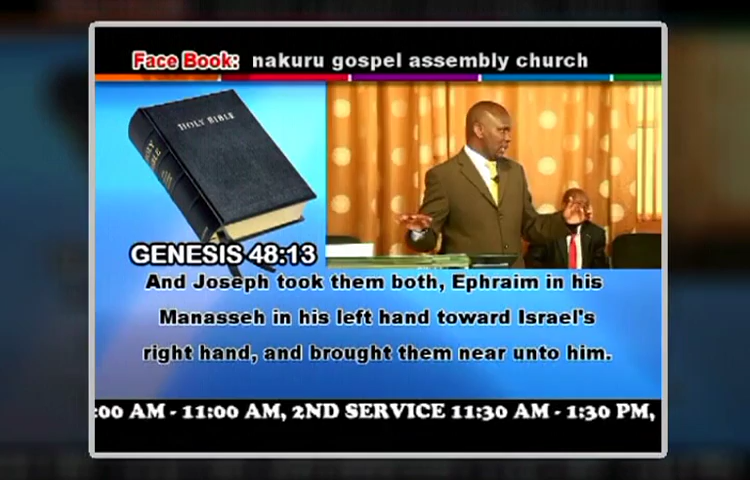 Face Book: nakuru gospel assembly church
HOLY BIBLE
GENESIS 48:13
And Joseph took them both, Ephraim in his
Manasseh in his left hand toward Israel's
right hand, and brought them near unto him.
:00 AM - 11:00 AM, 2ND SERVICE 11:30 AM - 1:30 PM,